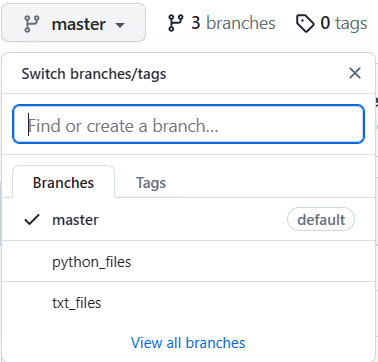 master 3 branches 0 tags
Switch branches/tags
Find or create a branch...
Branches Tags
master default
python_files
txt_files
View all branches